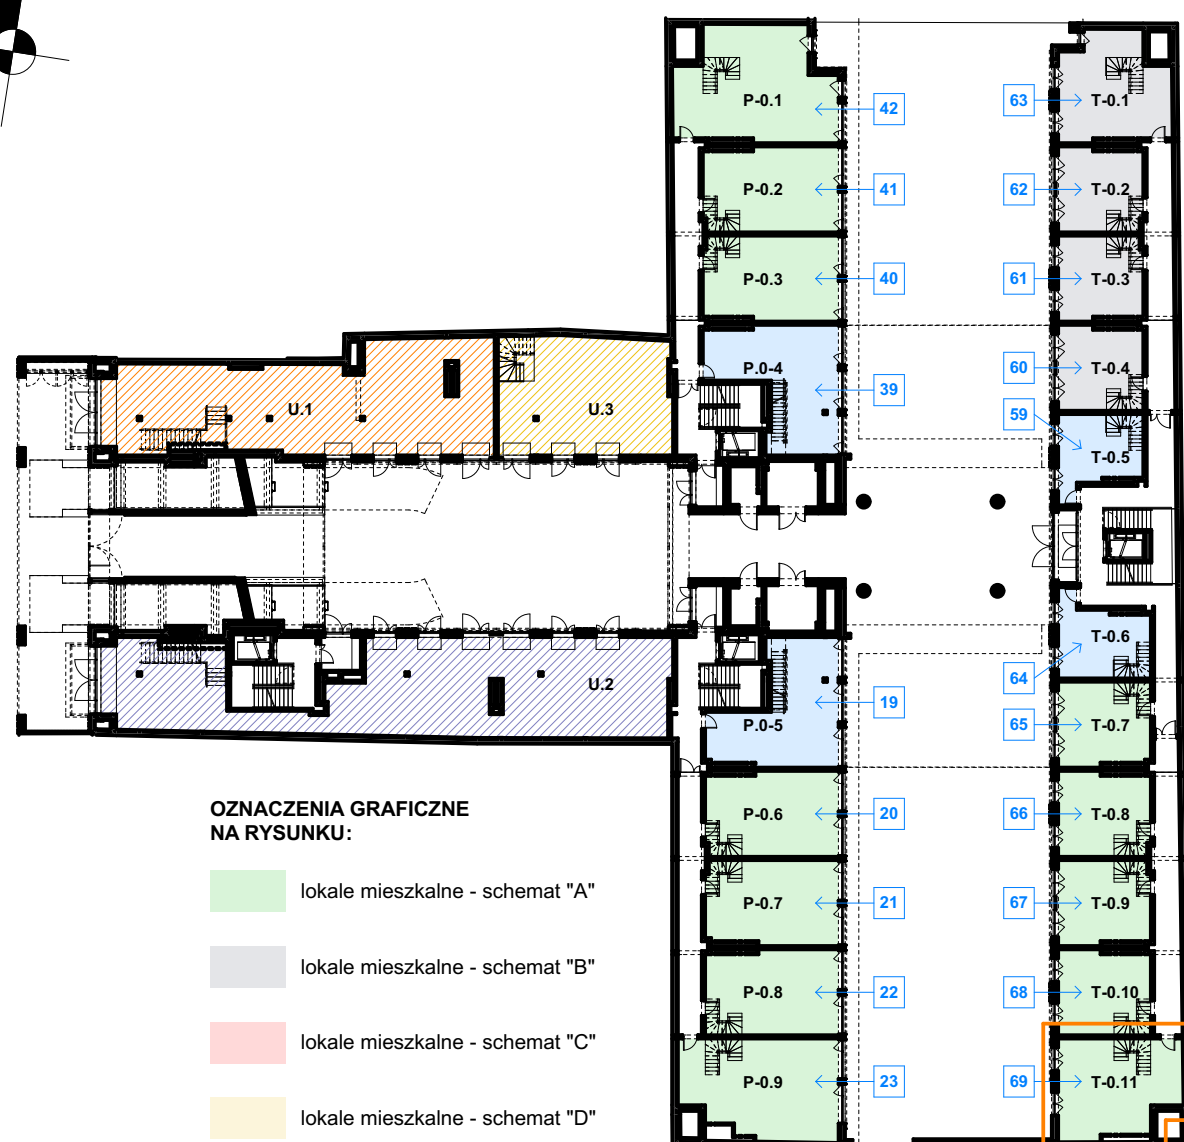 P-0.1
42
63
T-0.1
P-0.2
41
62
T-0.2
P-0.3
40
61
T-0.3
P.0-4
39
60
T-0.4
U.1
U.3
59
T-0.5
T-0.6
64
U.2
P.0-5
19
65
T-0.7
P-0.6
20
66
T-0.8
P-0.7
21
67
T-0.9
P-0.8
22
68
T-0.10
P-0.9
23
69
T-0.11
OZNACZENIA GRAFICZNE
NA RYSUNKU:
lokale mieszkalne - schemat "A"
lokale mieszkalne - schemat "B"
lokale mieszkalne - schemat "C"
lokale mieszkalne - schemat "D"